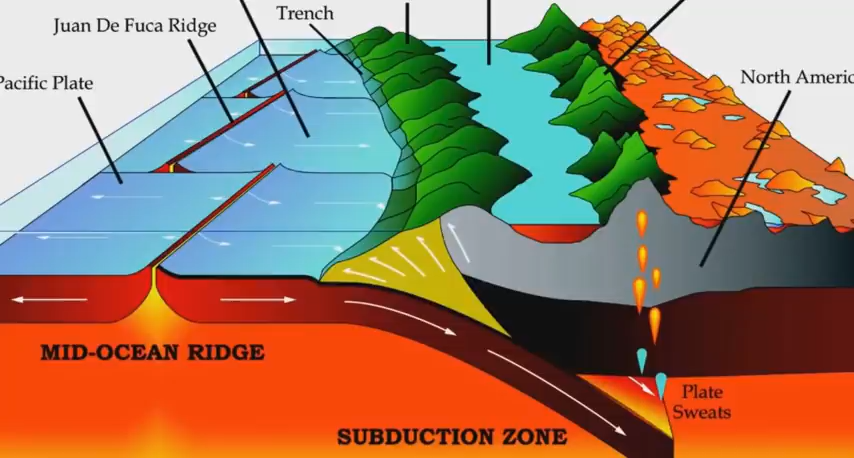 Trench
Juan De Fuca Ridge
Pacific Plate
North Americ
MID-OCEAN RIDGE
Plate
Sweats
SUBDUCTION ZONE